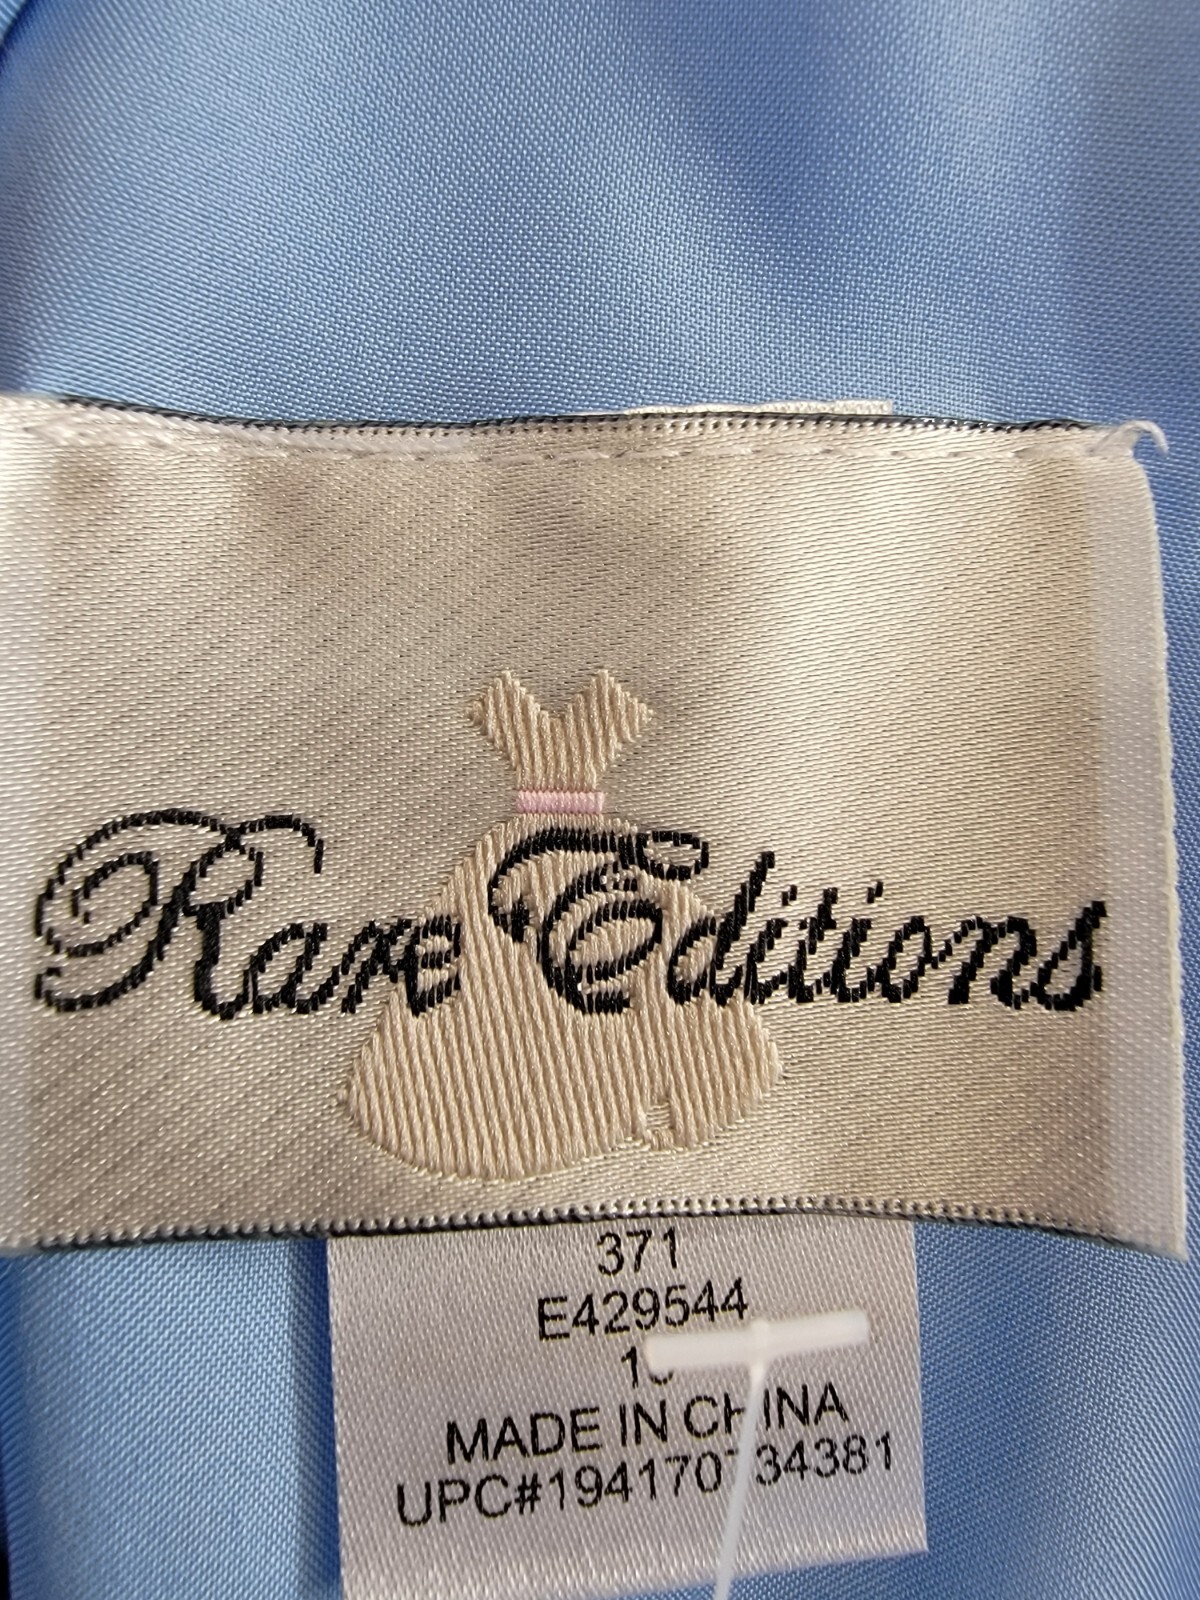 Rare Editions
371
E429544
MADE IN CHINA
UPC#194170734381